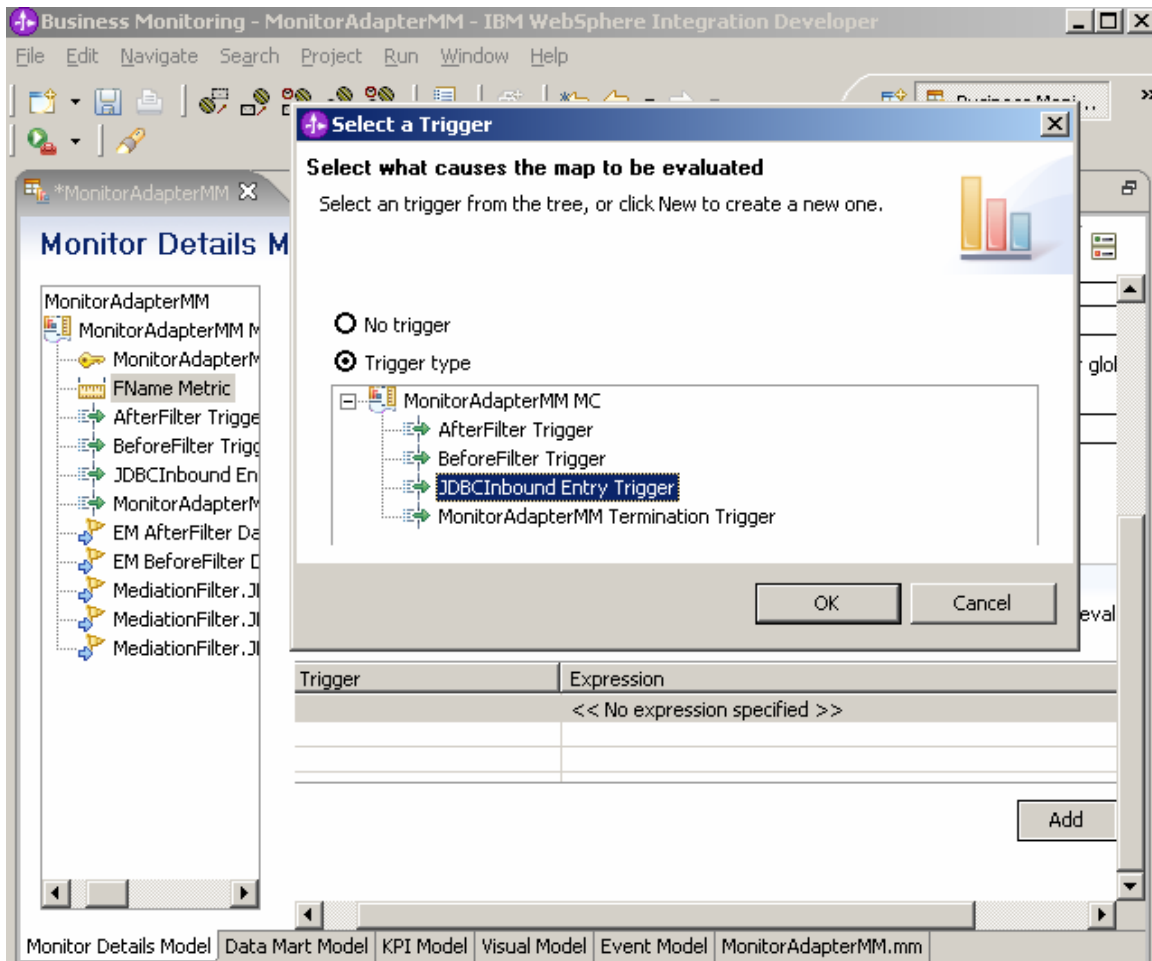 Business Monitoring - MonitorAdapterMM - IBM WebSphere Integration Developer
File Edit Navigate Search Project Run Window Help
Select a Trigger
Select what causes the map to be evaluated
Select an trigger from the tree, or click New to create a new one.
No trigger
Trigger type
MonitorAdapterMM MC
AfterFilter Trigger
BeforeFilter Trigger
JDBCInbound Entry Trigger
MonitorAdapterMM Termination Trigger
OK Cancel
*MonitorAdapterMM
Monitor Details M
MonitorAdapterMM
MonitorAdapterMM M
MonitorAdapterM
FName Metric
AfterFilter Trigge
BeforeFilter Trigg
JDBCInbound En
MonitorAdapterM
EM AfterFilter Da
EM BeforeFilter D
MediationFilter.JI
MediationFilter.JI
MediationFilter.JI
glol
eval
Trigger Expression
<< No expression specified >>
Add
Monitor Details Model Data Mart Model KPI Model Visual Model Event Model MonitorAdapterMM.mm